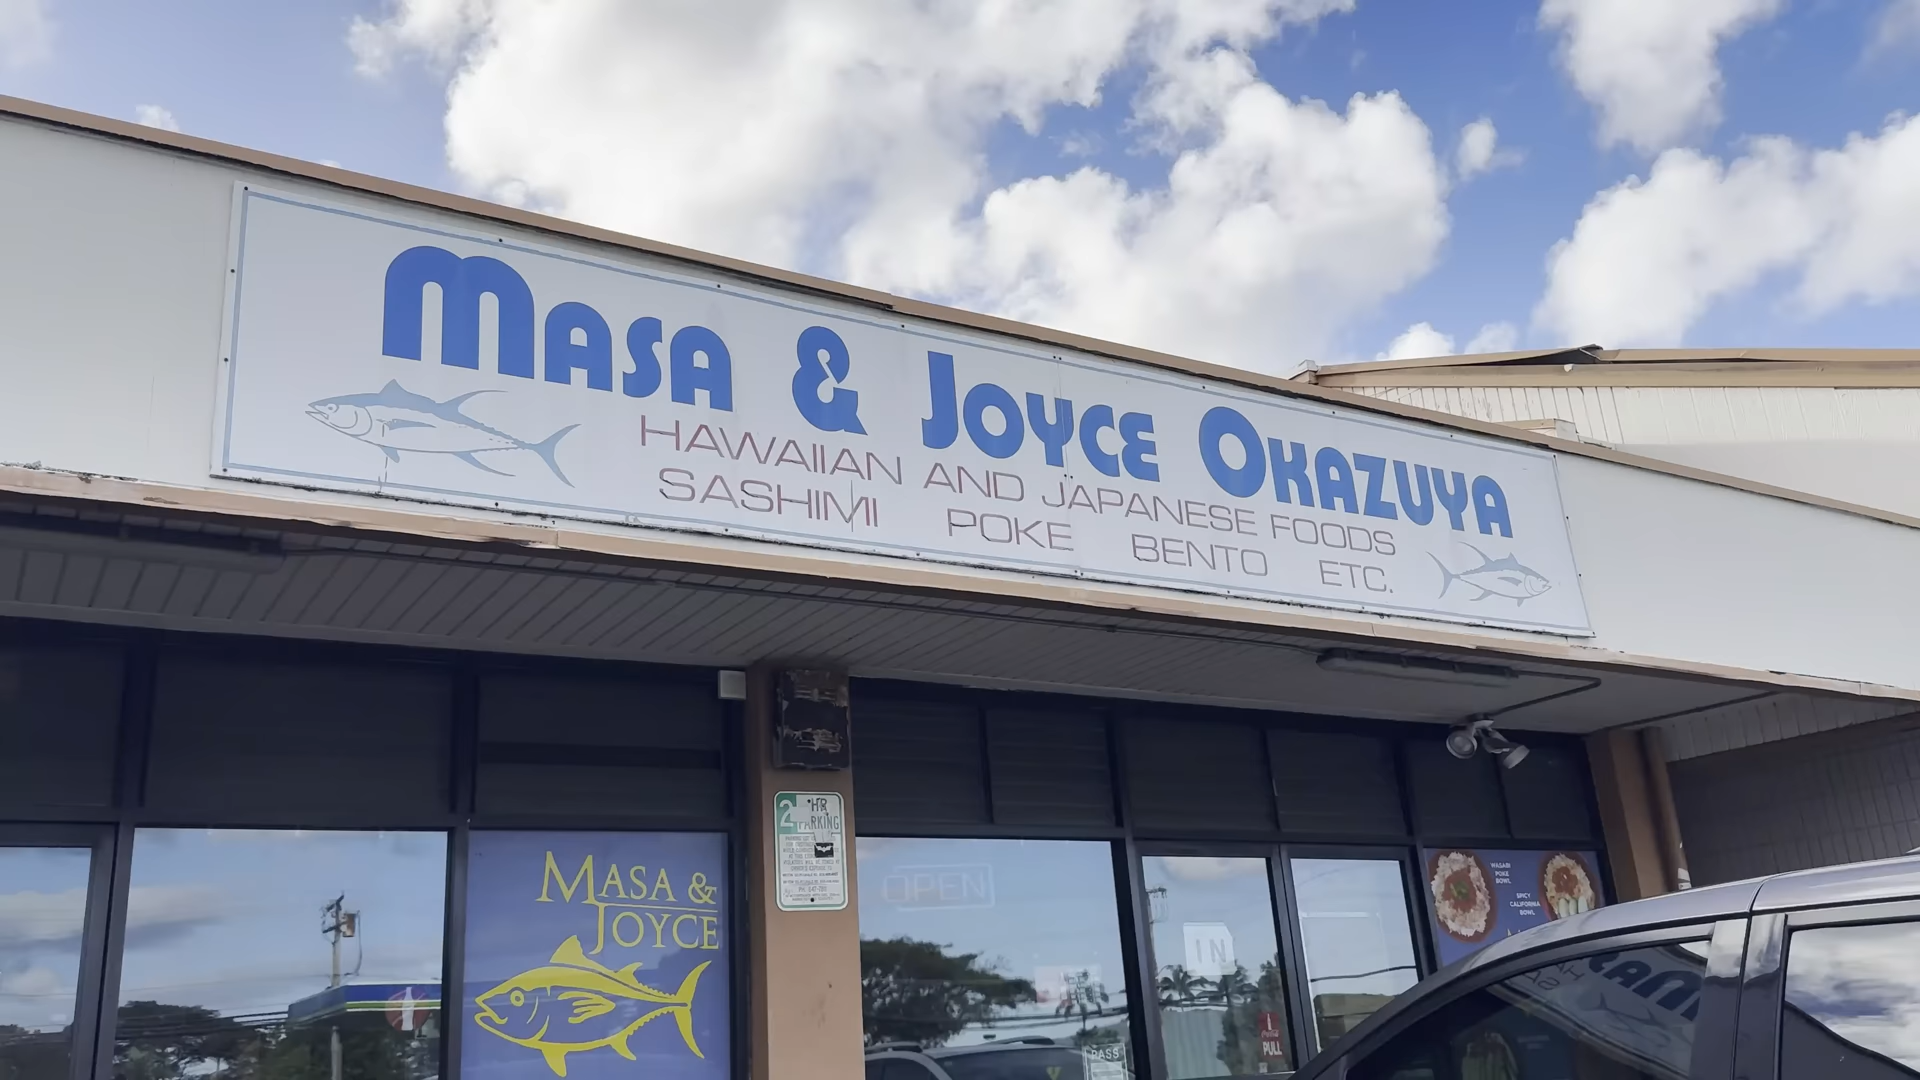 MASA & JOYCE OKAZUYA
HAWAIIAN AND JAPANESE FOODS
SASHIMI POKE BENTO ETC.
MASA &
JOYCE
2 HR
PARKING
OPEN
IN
PULL
PASS
WASABI
POKE
BOWL
SPICY
CALIFORNIA
BOWL